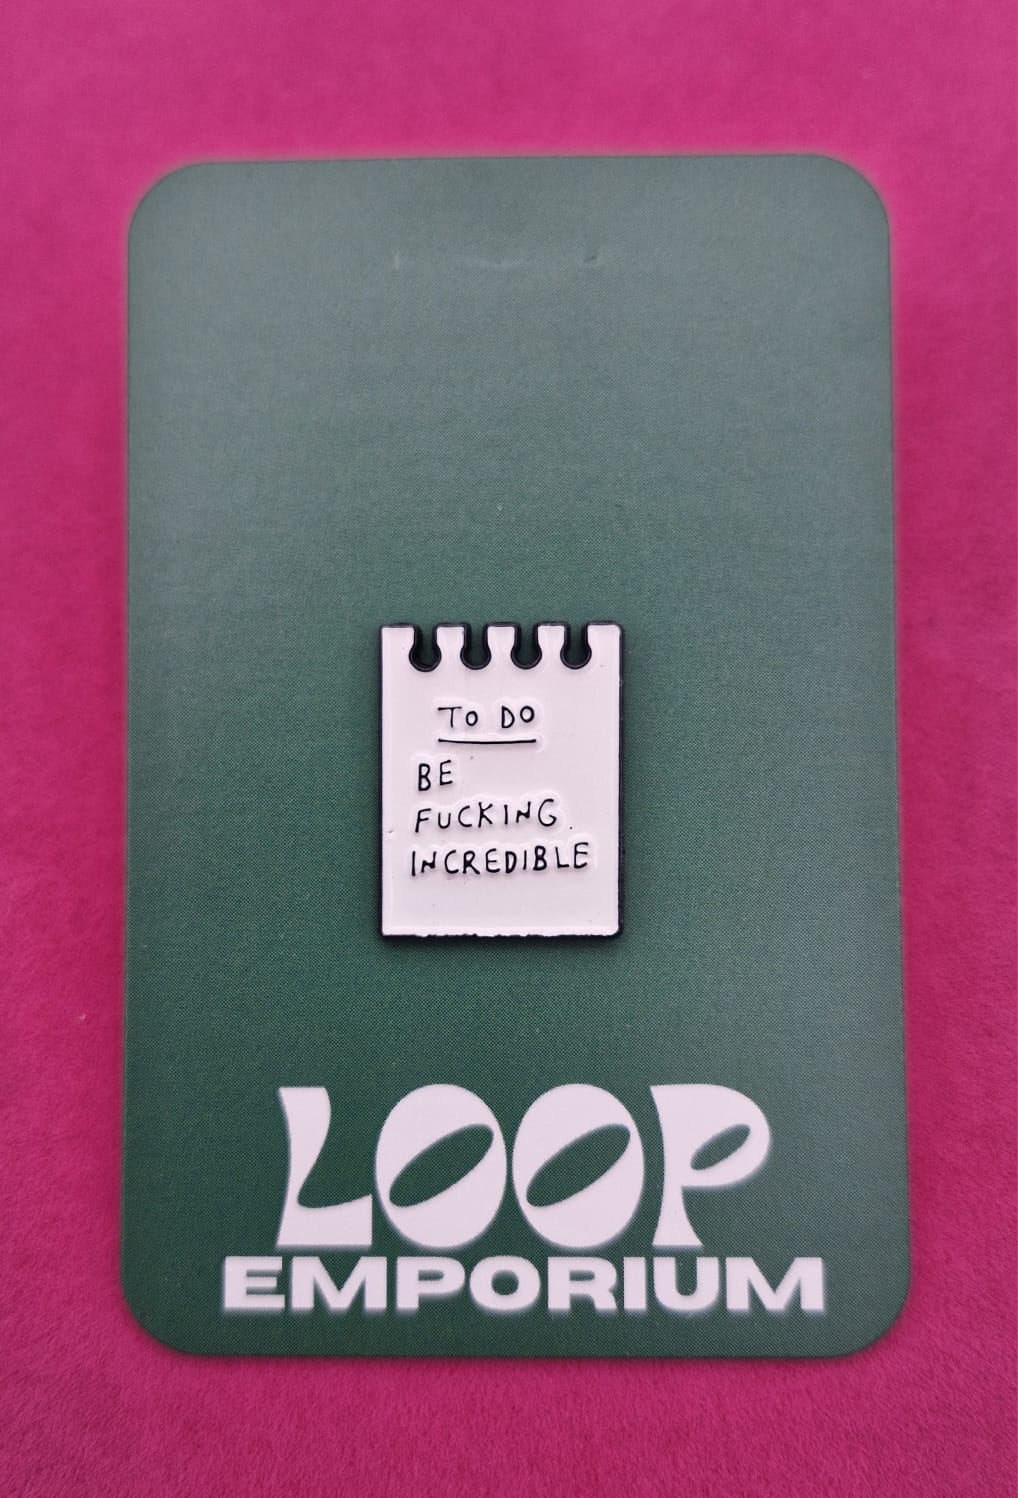 TO DO
BE
FUCKING
INCREDIBLE
LOOP
EMPORIUM